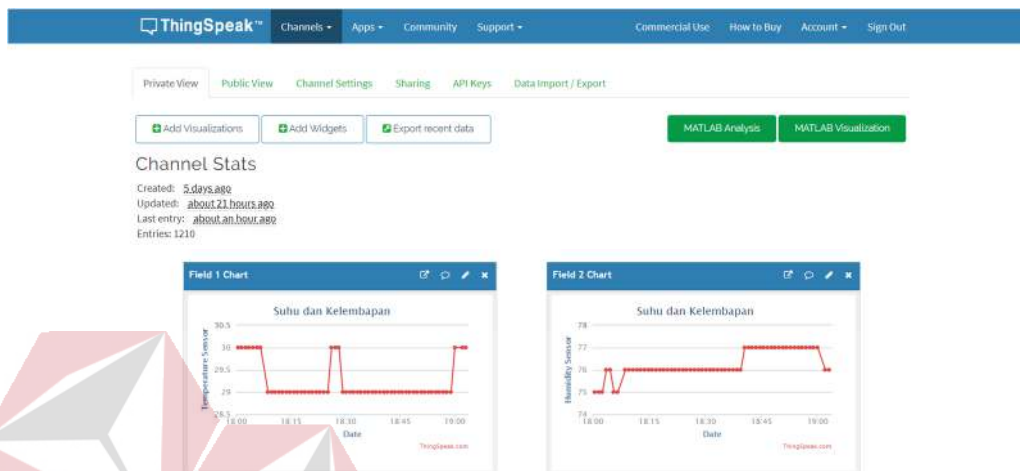 ThingSpeak™ Channels Apps Community Support Commercial Use How to Buy Account Sign Out
Private View Public View Channel Settings Sharing API Keys Data Import / Export
Add Visualizations Add Widgets Export recent data MATLAB Analysis MATLAB Visualization
Channel Stats
Created: 5 days ago
Updated: about 21 hours ago
Last entry: about an hour ago
Entries: 1210
Field 1 Chart
Suhu dan Kelembapan
Temperature Sensor
30.5
30
29.5
29
28.5
18:00 18:15 18:30 18:45 19:00
Date
ThingSpeak.com
Field 2 Chart
Suhu dan Kelembapan
Humidity Sensor
78
77
76
75
74
18:00 18:15 18:30 18:45 19:00
Date
ThingSpeak.com